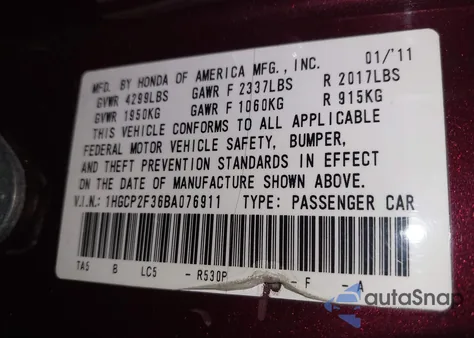 MFD. BY HONDA OF AMERICA MFG., INC. 01/'11
GVWR 4299LBS GAWR F 2337LBS R 2017LBS
GVWR 1950KG GAWR F 1060KG R 915KG
THIS VEHICLE CONFORMS TO ALL APPLICABLE
FEDERAL MOTOR VEHICLE SAFETY, BUMPER,
AND THEFT PREVENTION STANDARDS IN EFFECT
ON THE DATE OF MANUFACTURE SHOWN ABOVE.
V.I.N.: 1HGCP2F36BA076911 TYPE: PASSENGER CAR
TA5 B LC5 -R530P -F -A
autaSnap